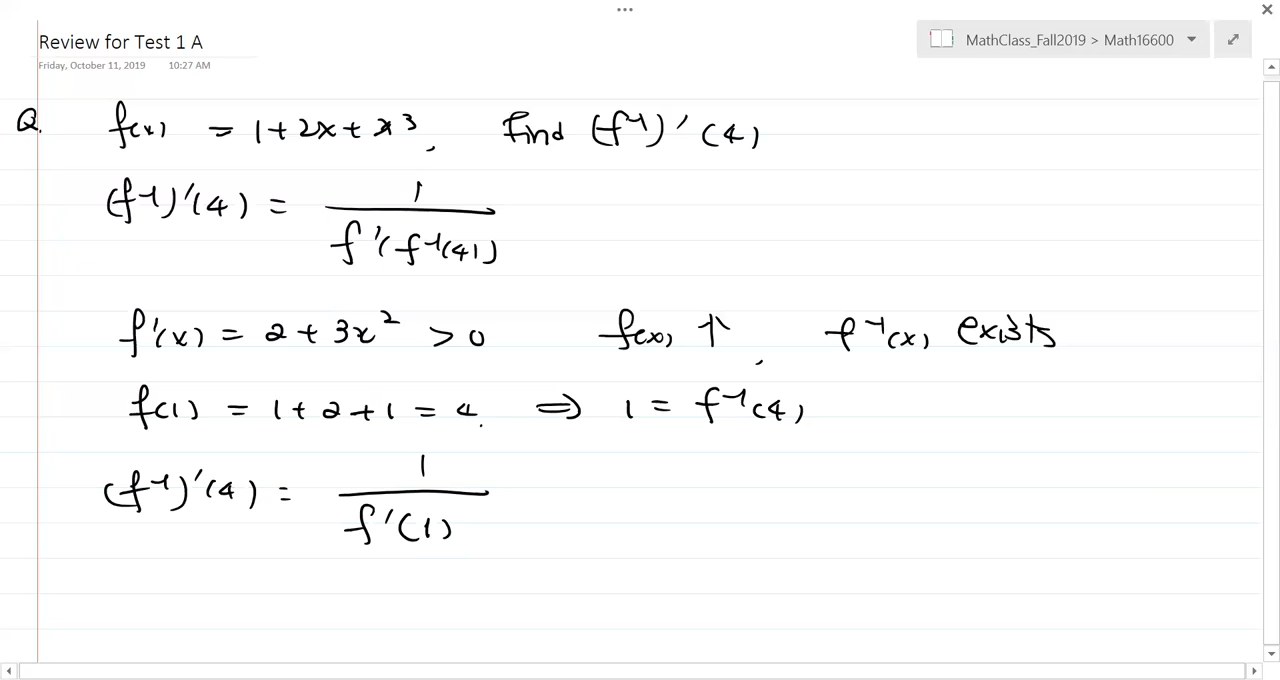 Review for Test 1 A
MathClass_Fall2019 > Math16600
Friday, October 11, 2019 10:27 AM
Q. f(x) = 1 + 2x + x³, Find (f⁻¹)'(4)
(f⁻¹)'(4) = 1 / f'(f⁻¹(4))
f'(x) = 2 + 3x² > 0 f(x) ↑, f⁻¹(x) exists
f(1) = 1 + 2 + 1 = 4. ⇒ 1 = f⁻¹(4)
(f⁻¹)'(4) = 1 / f'(1)